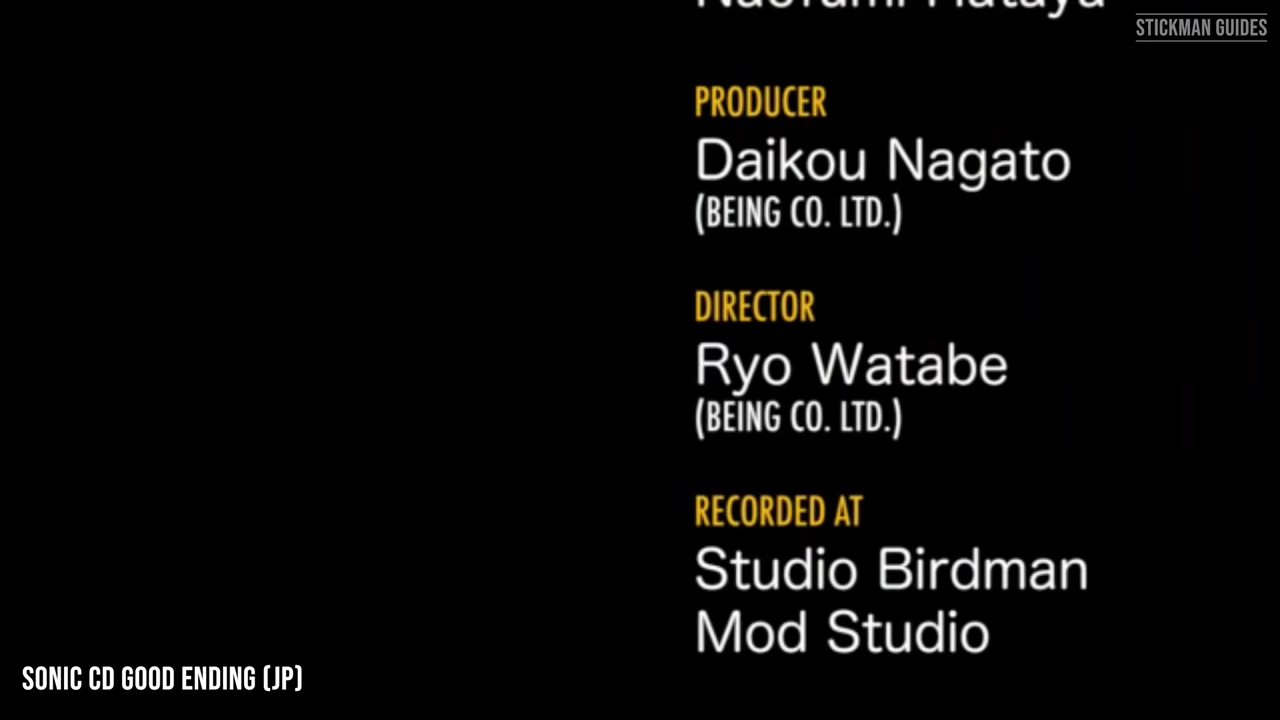 STICKMAN GUIDES
PRODUCER
Daikou Nagato
(BEING CO. LTD.)
DIRECTOR
Ryo Watabe
(BEING CO. LTD.)
RECORDED AT
Studio Birdman
Mod Studio
SONIC CD GOOD ENDING (JP)